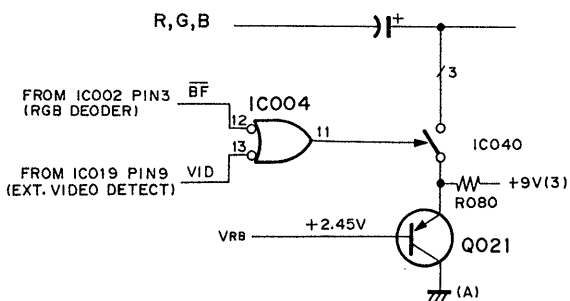 R,G,B
+
3
FROM IC002 PIN3
(RGB DEODER)
BF
IC004
12
11
13
IC040
FROM IC019 PIN9
(EXT. VIDEO DETECT)
VID
+9V(3)
R080
VRB
+2.45V
Q021
(A)